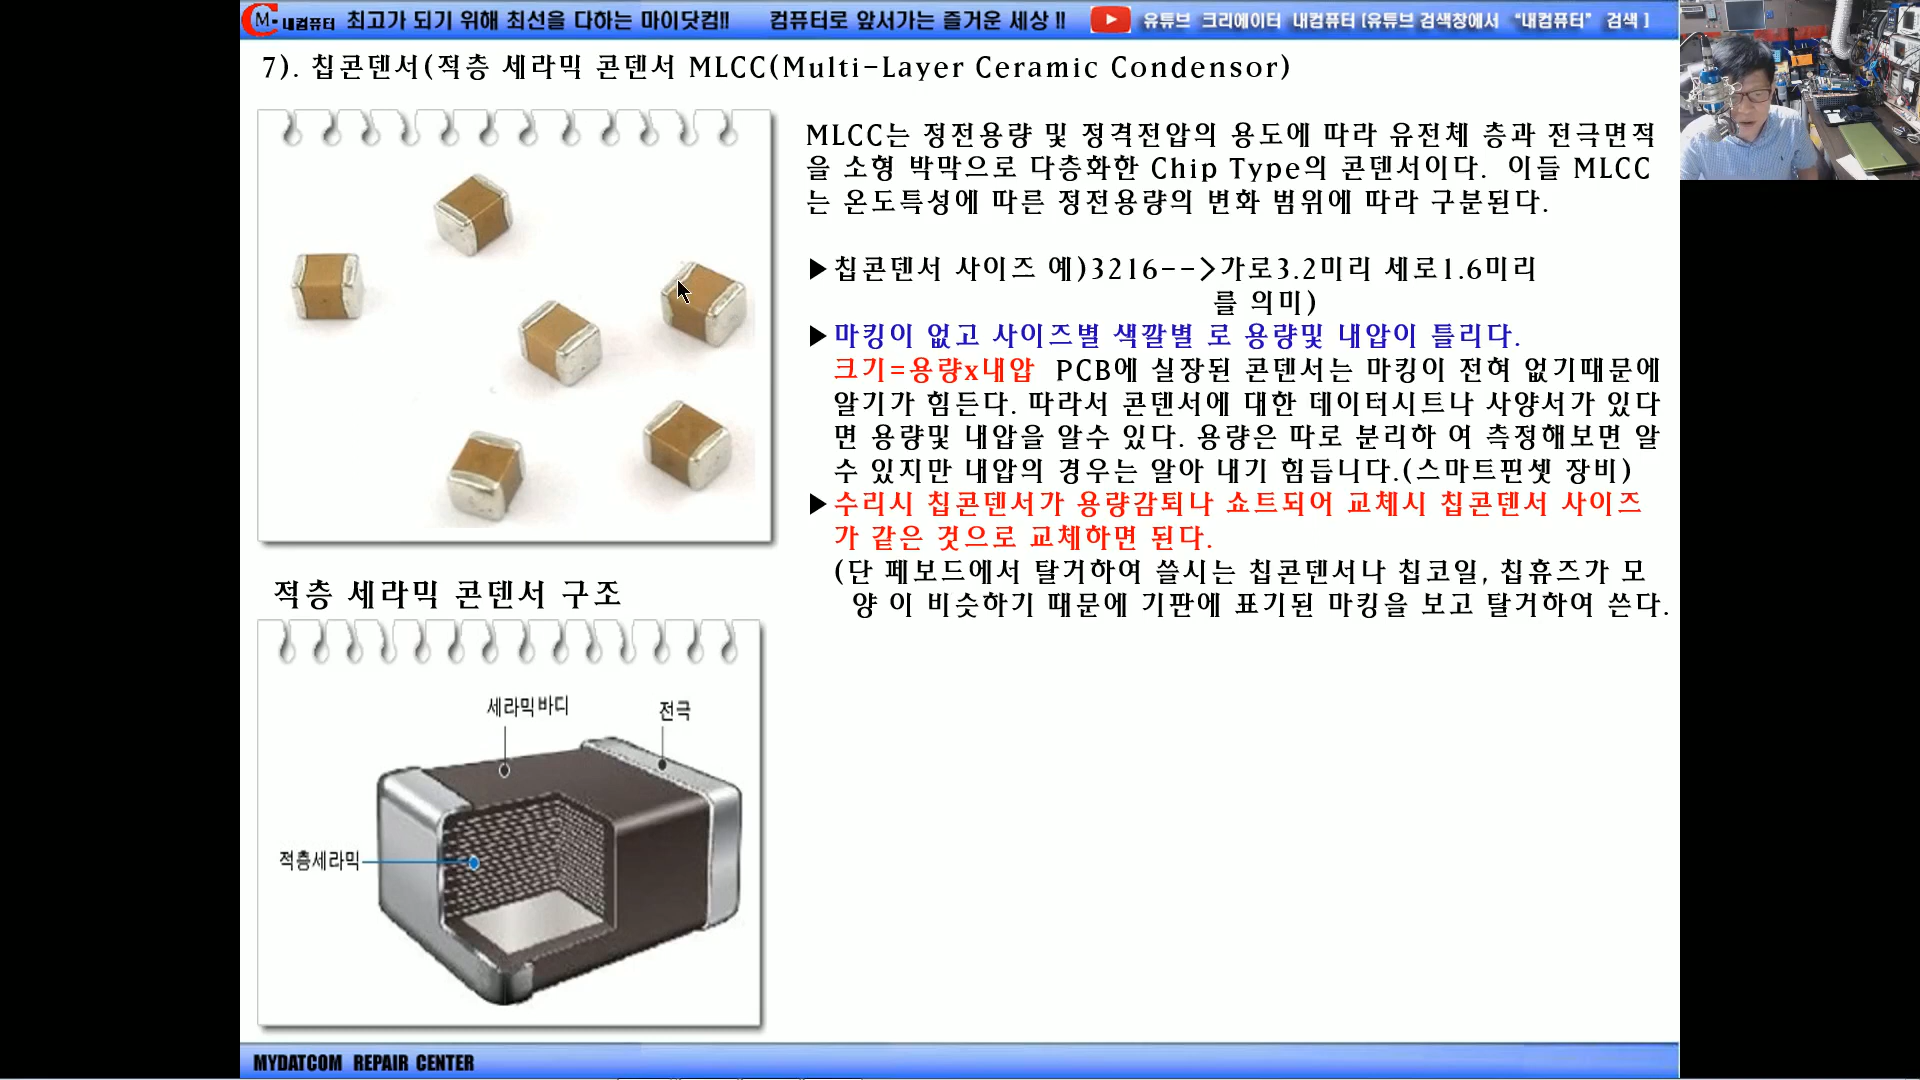 내컴퓨터 최고가 되기 위해 최선을 다하는 마이닷컴!! 컴퓨터로 앞서가는 즐거운 세상 !! 유튜브 크리에이터 내컴퓨터 [유튜브 검색창에서 “내컴퓨터” 검색 ]
7). 칩콘덴서(적층 세라믹 콘덴서 MLCC(Multi-Layer Ceramic Condensor)
MLCC는 정전용량 및 정격전압의 용도에 따라 유전체 층과 전극면적
을 소형 박막으로 다층화한 Chip Type의 콘덴서이다. 이들 MLCC
는 온도특성에 따른 정전용량의 변화 범위에 따라 구분된다.
▶칩콘덴서 사이즈 예)3216-->가로3.2미리 세로1.6미리
를 의미)
▶마킹이 없고 사이즈별 색깔별 로 용량및 내압이 틀리다.
크기=용량x내압 PCB에 실장된 콘덴서는 마킹이 전혀 없기때문에
알기가 힘든다. 따라서 콘덴서에 대한 데이터시트나 사양서가 있다
면 용량및 내압을 알수 있다. 용량은 따로 분리하 여 측정해보면 알
수 있지만 내압의 경우는 알아 내기 힘듭니다.(스마트핀셋 장비)
▶수리시 칩콘덴서가 용량감퇴나 쇼트되어 교체시 칩콘덴서 사이즈
가 같은 것으로 교체하면 된다.
(단 페보드에서 탈거하여 쓸시는 칩콘덴서나 칩코일, 칩휴즈가 모
양 이 비슷하기 때문에 기판에 표기된 마킹을 보고 탈거하여 쓴다.
적층 세라믹 콘덴서 구조
세라믹바디
전극
적층세라믹
MYDATCOM REPAIR CENTER